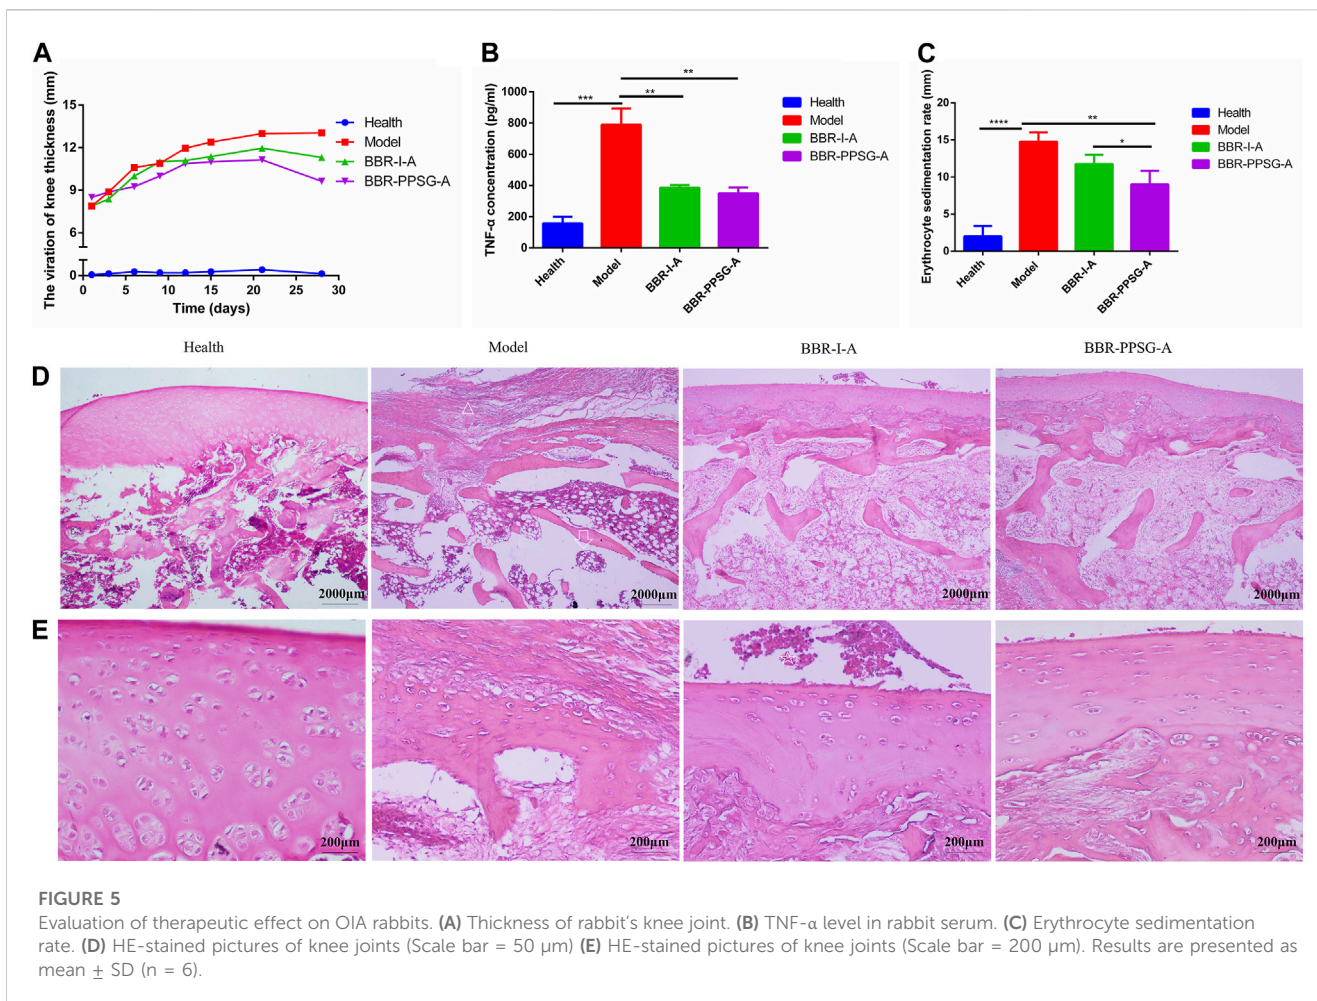 A
The viration of knee thickness (mm)
15
12
9
6
0
0
5
10
15
20
25
30
Time (days)
Health
Model
BBR-I-A
BBR-PPSG-A
B
TNF-α concentration (pg/ml)
1000
800
600
400
200
0
***
**
**
Health
Model
BBR-I-A
BBR-PPSG-A
Health
Model
BBR-I-A
BBR-PPSG-A
C
Erythrocyte sedimentation rate (mm)
20
15
10
5
0
****
**
*
Health
Model
BBR-I-A
BBR-PPSG-A
Health
Model
BBR-I-A
BBR-PPSG-A
Health
Model
BBR-I-A
BBR-PPSG-A
D
2000μm
2000μm
2000μm
2000μm
E
200μm
200μm
200μm
200μm
FIGURE 5
Evaluation of therapeutic effect on OIA rabbits. (A) Thickness of rabbit's knee joint. (B) TNF-α level in rabbit serum. (C) Erythrocyte sedimentation
rate. (D) HE-stained pictures of knee joints (Scale bar = 50 μm) (E) HE-stained pictures of knee joints (Scale bar = 200 μm). Results are presented as
mean ± SD (n = 6).